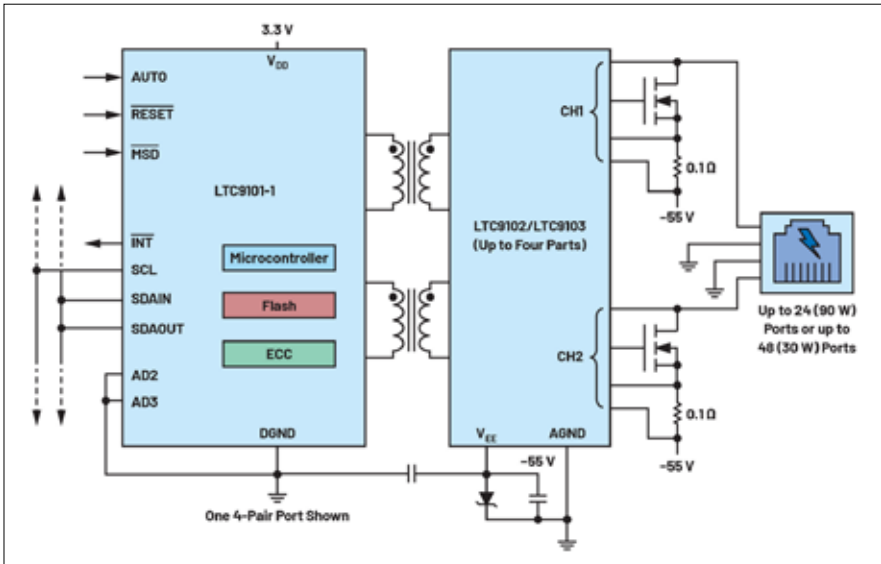 3.3 V
VDD
AUTO
RESET
MSD
LTC9101-1
INT
SCL
SDAIN
SDAOUT
AD2
AD3
Microcontroller
Flash
ECC
DGND
One 4-Pair Port Shown
LTC9102/LTC9103
(Up to Four Parts)
CH1
CH2
VEE
AGND
–55 V
0.1 Ω
–55 V
0.1 Ω
–55 V
Up to 24 (90 W)
Ports or up to
48 (30 W) Ports